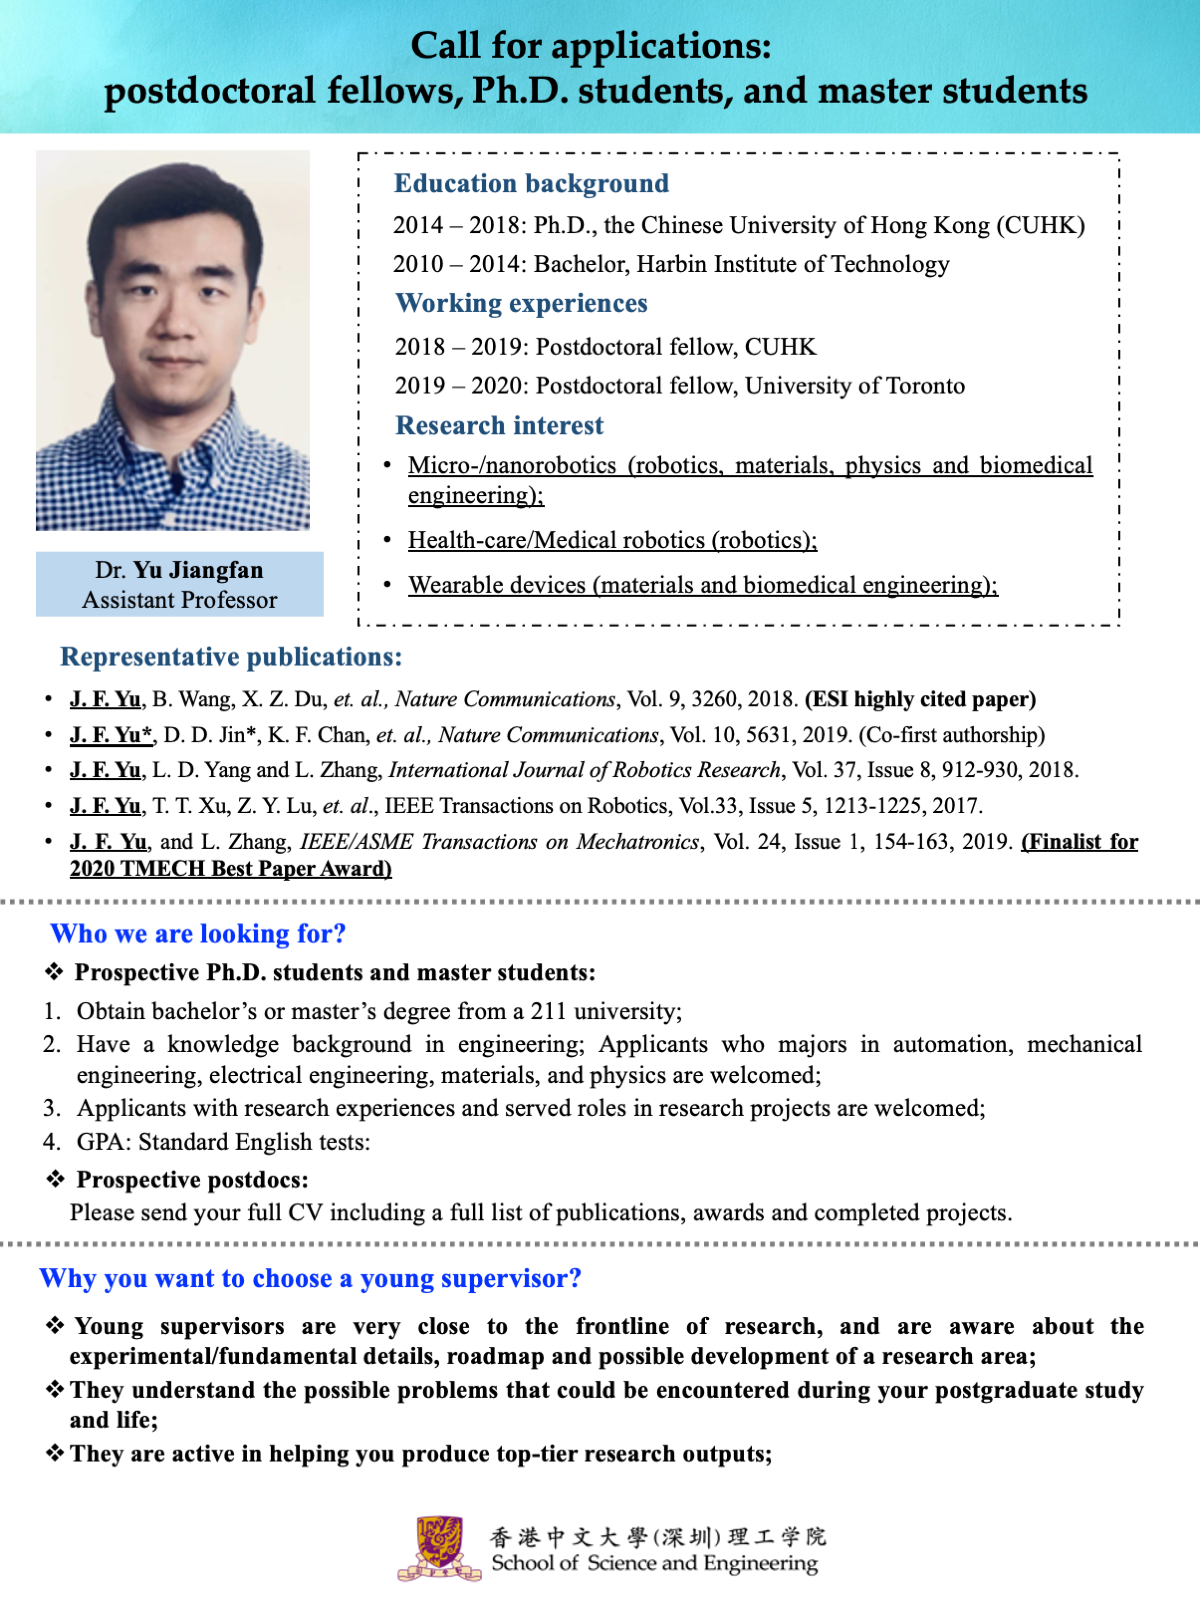 Call for applications:
postdoctoral fellows, Ph.D. students, and master students
Education background
2014 – 2018: Ph.D., the Chinese University of Hong Kong (CUHK)
2010 – 2014: Bachelor, Harbin Institute of Technology
Working experiences
2018 – 2019: Postdoctoral fellow, CUHK
2019 – 2020: Postdoctoral fellow, University of Toronto
Research interest
• Micro-/nanorobotics (robotics, materials, physics and biomedical
engineering);
• Health-care/Medical robotics (robotics);
• Wearable devices (materials and biomedical engineering);
Dr. Yu Jiangfan
Assistant Professor
Representative publications:
• J. F. Yu, B. Wang, X. Z. Du, et. al., Nature Communications, Vol. 9, 3260, 2018. (ESI highly cited paper)
• J. F. Yu*, D. D. Jin*, K. F. Chan, et. al., Nature Communications, Vol. 10, 5631, 2019. (Co-first authorship)
• J. F. Yu, L. D. Yang and L. Zhang, International Journal of Robotics Research, Vol. 37, Issue 8, 912-930, 2018.
• J. F. Yu, T. T. Xu, Z. Y. Lu, et. al., IEEE Transactions on Robotics, Vol.33, Issue 5, 1213-1225, 2017.
• J. F. Yu, and L. Zhang, IEEE/ASME Transactions on Mechatronics, Vol. 24, Issue 1, 154-163, 2019. (Finalist for
2020 TMECH Best Paper Award)
Who we are looking for?
❖ Prospective Ph.D. students and master students:
1. Obtain bachelor’s or master’s degree from a 211 university;
2. Have a knowledge background in engineering; Applicants who majors in automation, mechanical
engineering, electrical engineering, materials, and physics are welcomed;
3. Applicants with research experiences and served roles in research projects are welcomed;
4. GPA: Standard English tests:
❖ Prospective postdocs:
Please send your full CV including a full list of publications, awards and completed projects.
Why you want to choose a young supervisor?
❖ Young supervisors are very close to the frontline of research, and are aware about the
experimental/fundamental details, roadmap and possible development of a research area;
❖ They understand the possible problems that could be encountered during your postgraduate study
and life;
❖ They are active in helping you produce top-tier research outputs;
香港中文大學(深圳)理工学院
School of Science and Engineering